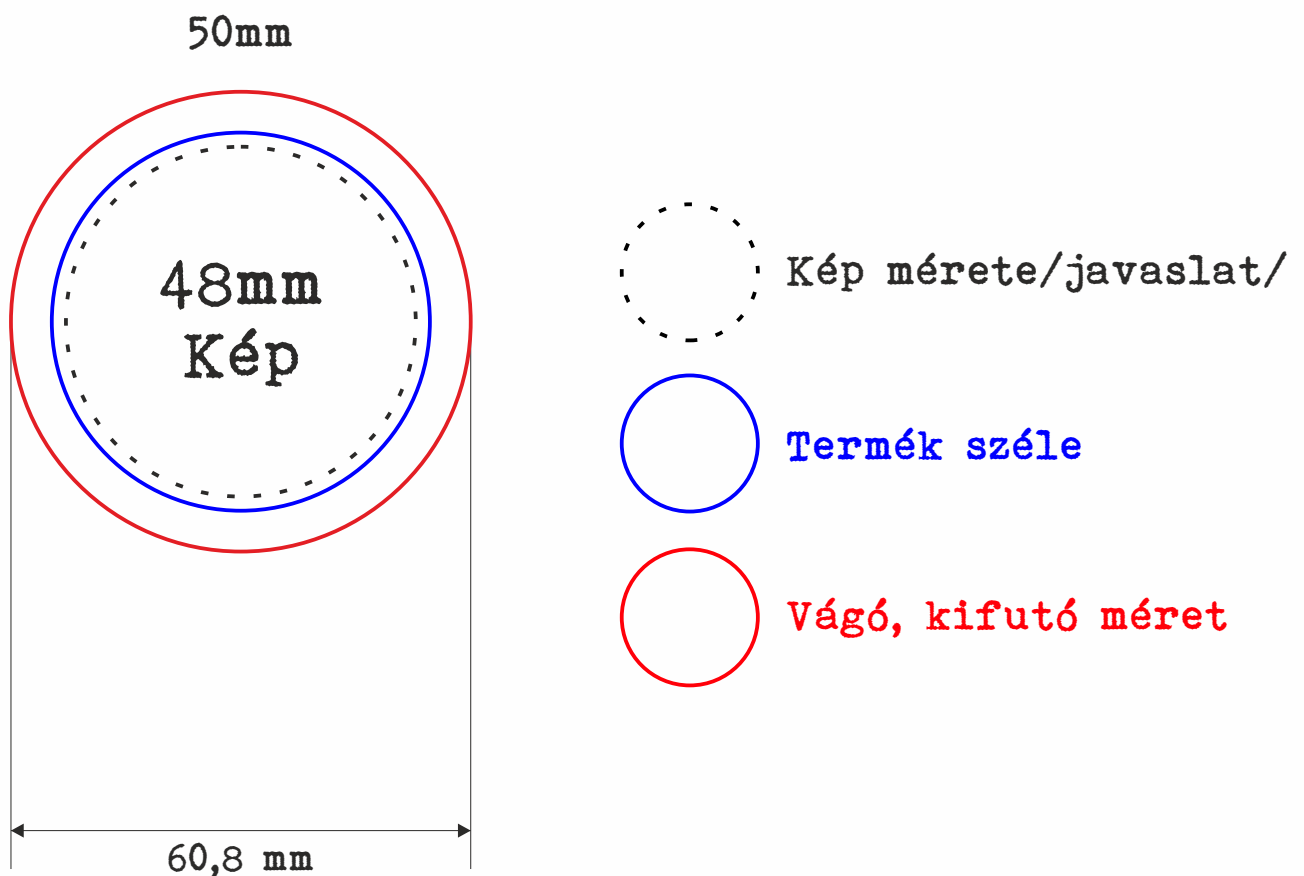 50mm
48mm
Kép
Kép mérete/javaslat/
Termék széle
Vágó, kifutó méret
60,8 mm